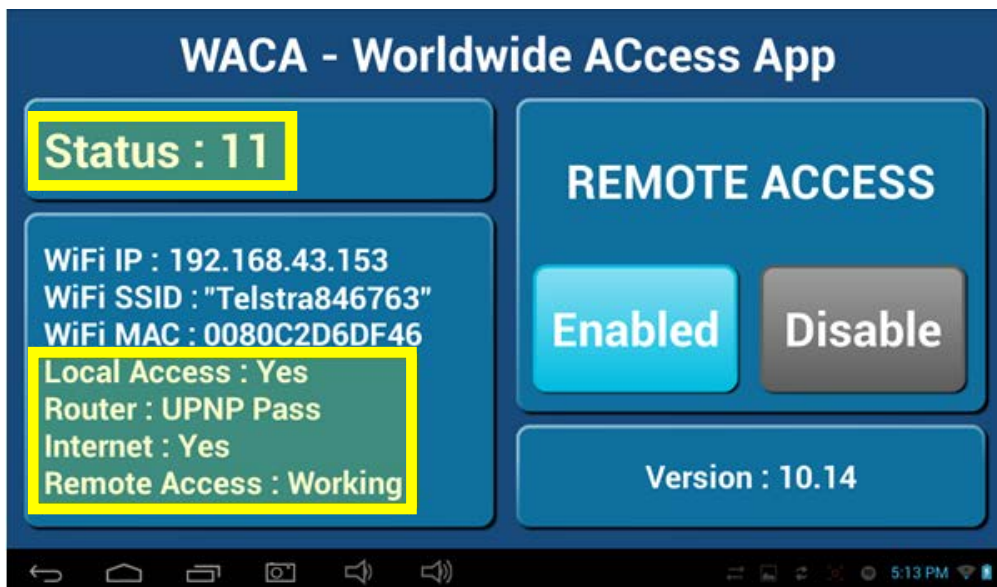 WACA - Worldwide ACcess App
Status : 11
WiFi IP : 192.168.43.153
WiFi SSID : "Telstra846763"
WiFi MAC : 0080C2D6DF46
Local Access : Yes
Router : UPNP Pass
Internet : Yes
Remote Access : Working
REMOTE ACCESS
Enabled
Disable
Version : 10.14
5:13 PM